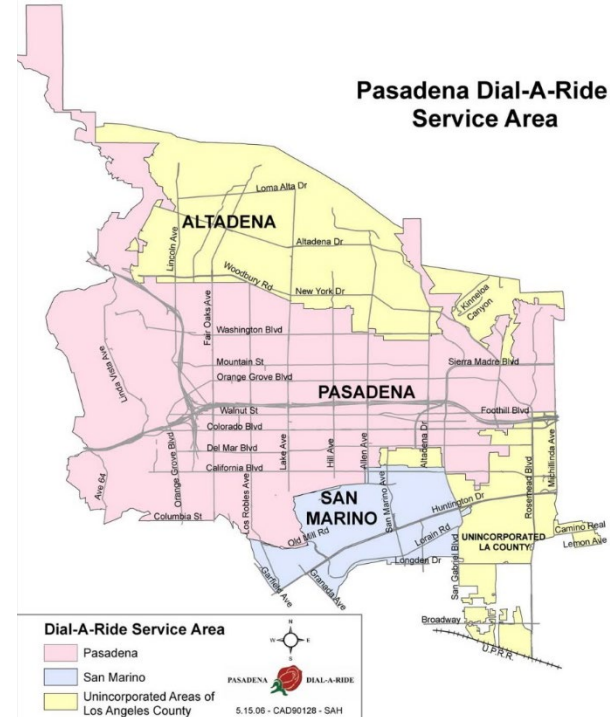 Pasadena Dial-A-Ride
Service Area
Loma Alta Dr
ALTADENA
Lincoln Ave
Altadena Dr
Woodbury Rd
New York Dr
Kinneloa
Canyon
Fair Oaks Ave
Washington Blvd
Linda Vista Ave
Mountain St
Sierra Madre Blvd
Orange Grove Blvd
PASADENA
Walnut St
Foothill Blvd
Colorado Blvd
Orange Grove Blvd
Del Mar Blvd
Lake Ave
Hill Ave
Allen Ave
Altadena Dr
Rosemead Blvd
Michillinda Ave
California Blvd
Ave 64
Los Robles Ave
SAN
MARINO
San Marino Ave
Huntington Dr
Columbia St
Old Mill Rd
Lorain Rd
UNINCORPORATED
LA COUNTY
Camino Real
Lemon Ave
Garfield Ave
Granada Ave
Longden Dr
San Gabriel Blvd
Broadway
U.P.R.R.
Dial-A-Ride Service Area
Pasadena
San Marino
Unincorporated Areas of
Los Angeles County
N
W E
S
PASADENA DIAL-A-RIDE
5.15.06 - CAD90128 - SAH